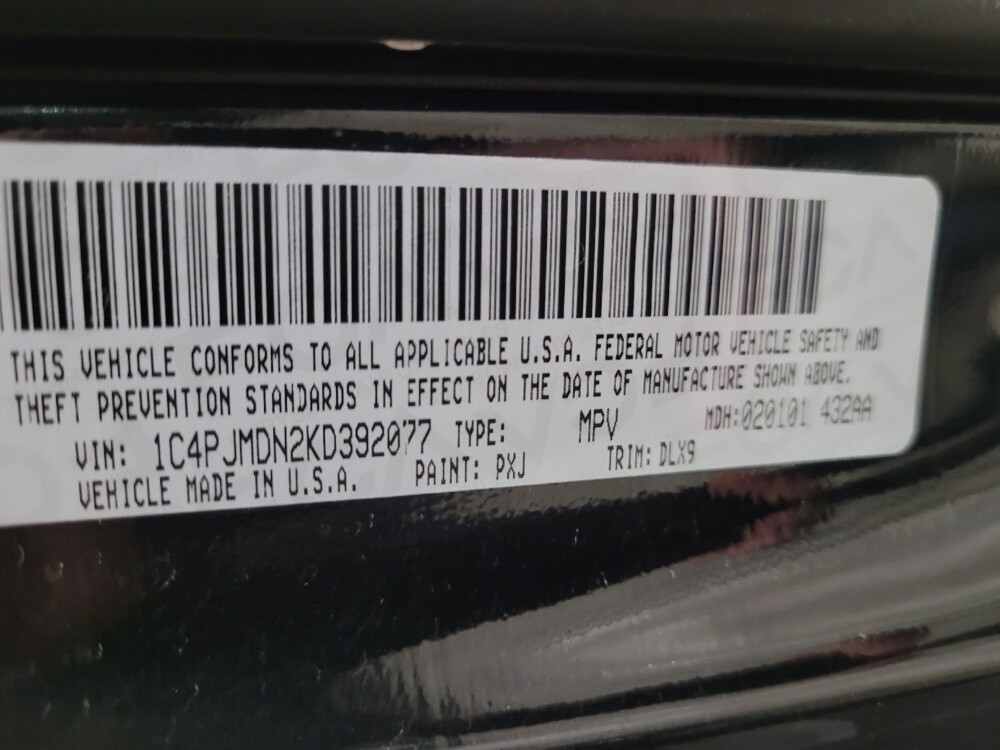 THIS VEHICLE CONFORMS TO ALL APPLICABLE U.S.A. FEDERAL MOTOR VEHICLE SAFETY AND
THEFT PREVENTION STANDARDS IN EFFECT ON THE DATE OF MANUFACTURE SHOWN ABOVE.
VIN: 1C4PJMDN2KD392077 TYPE: MPV MDH:020101 432AA
VEHICLE MADE IN U.S.A. PAINT: PXJ TRIM: DLX9